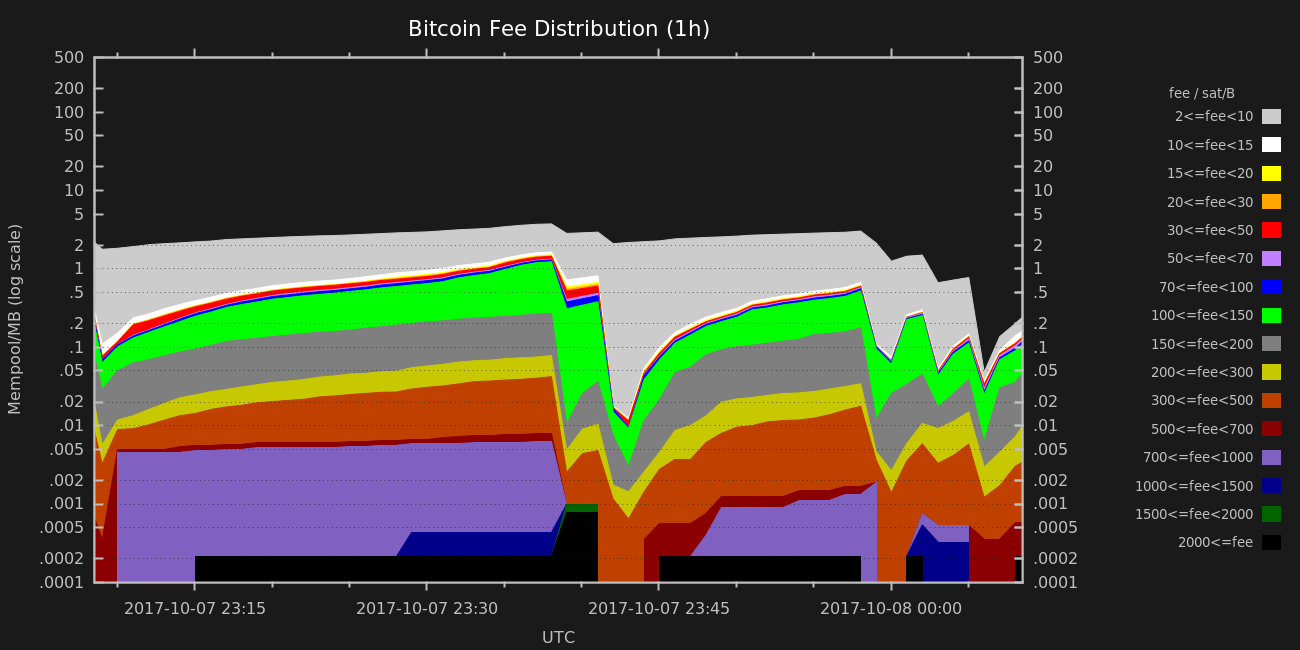 Bitcoin Fee Distribution (1h)
500 500
200 200
100 100
50 50
20 20
10 10
5 5
2 2
1 1
.5 .5
.2 .2
.1 .1
.05 .05
.02 .02
.01 .01
.005 .005
.002 .002
.001 .001
.0005 .0005
.0002 .0002
.0001 .0001
Mempool/MB (log scale)
2017-10-07 23:15 2017-10-07 23:30 2017-10-07 23:45 2017-10-08 00:00
UTC
fee / sat/B
2<=fee<10
10<=fee<15
15<=fee<20
20<=fee<30
30<=fee<50
50<=fee<70
70<=fee<100
100<=fee<150
150<=fee<200
200<=fee<300
300<=fee<500
500<=fee<700
700<=fee<1000
1000<=fee<1500
1500<=fee<2000
2000<=fee